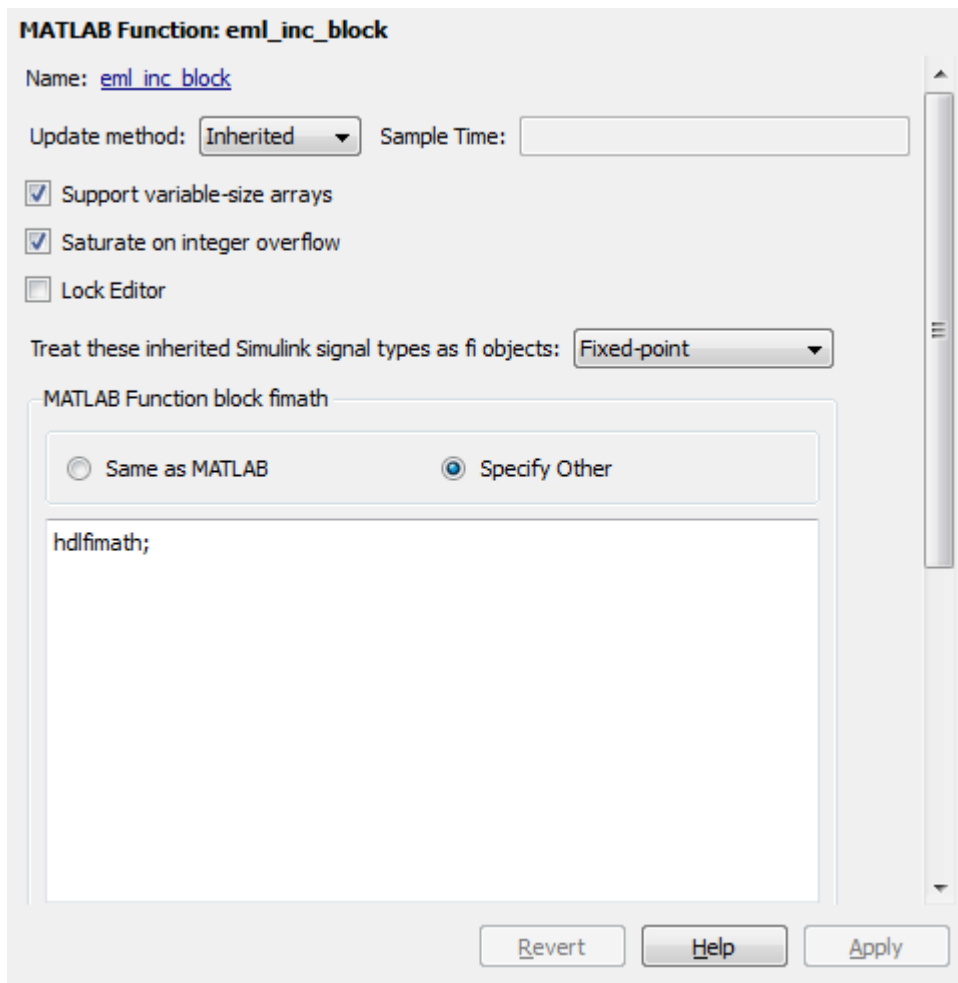 MATLAB Function: eml_inc_block
Name: eml_inc_block
Update method: Inherited Sample Time:
Support variable-size arrays
Saturate on integer overflow
Lock Editor
Treat these inherited Simulink signal types as fi objects: Fixed-point
MATLAB Function block fimath
Same as MATLAB Specify Other
hdlfimath;
Revert Help Apply